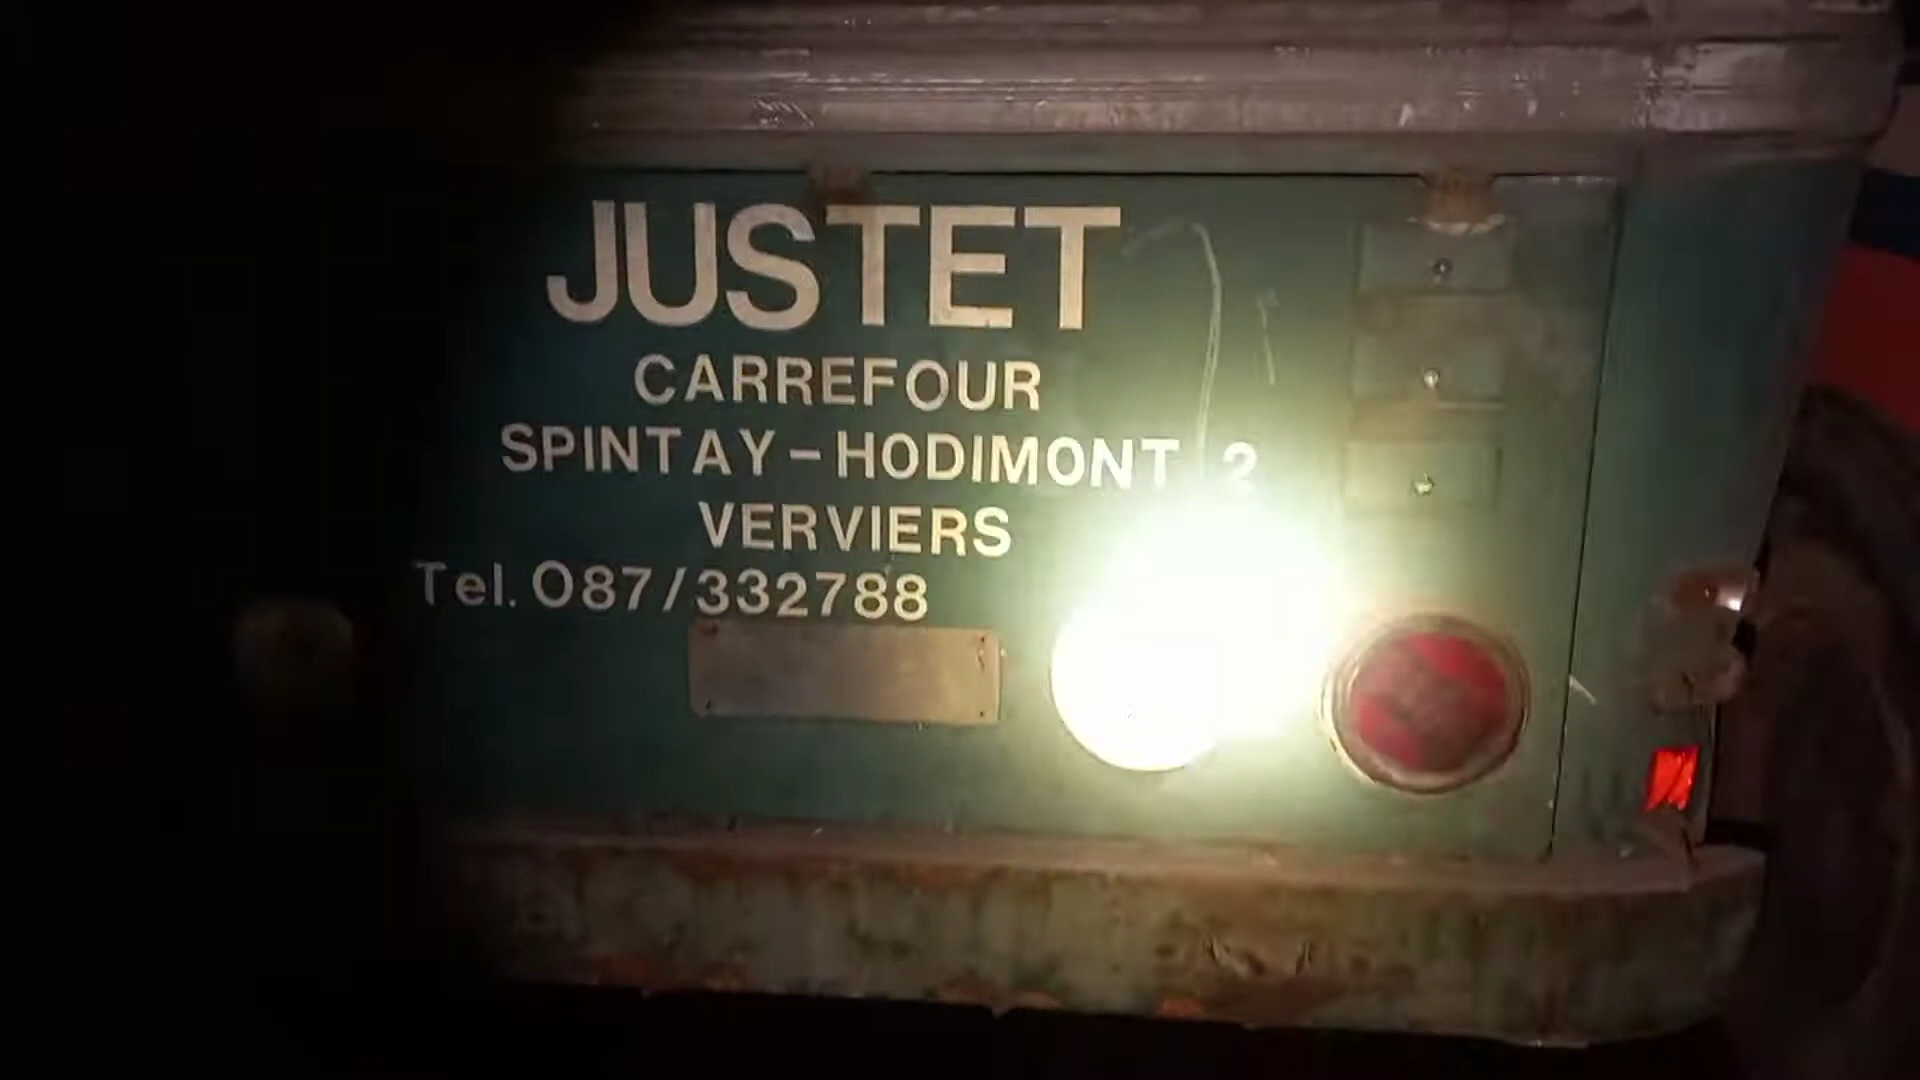 JUSTET
CARREFOUR
SPINTAY-HODIMONT 2
VERVIERS
Tel. 087/332788